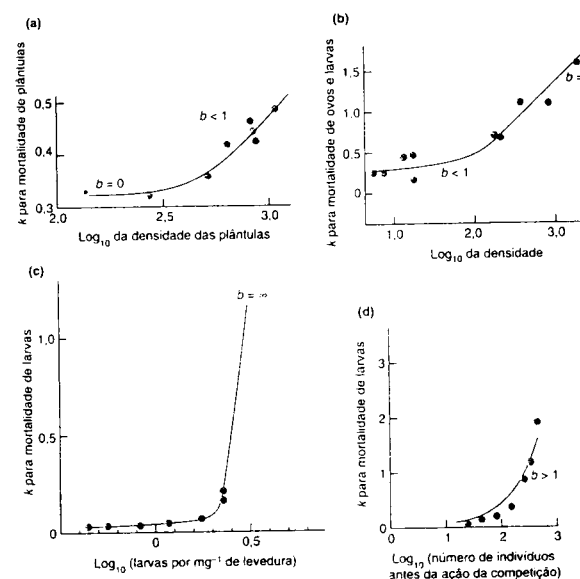 (a)
k para mortalidade de plántulas
0,5
0,4
0,3
b < 1
b = 0
2,0 2,5 3,0
Log10 da densidade das plántulas
(b)
k para mortalidade de ovos e larvas
1,5
1,0
0,5
0
b =
b < 1
1,0 2,0 3,0
Log10 da densidade
(c)
k para mortalidade de larvas
1,0
0,5
0
b = ∞
0 0,5
Log10 (larvas por mg–1 de levedura)
(d)
k para mortalidade de larvas
3
2
1
0
b > 1
0 1 2 3
Log10 (número de indivíduos
antes da ação da competição)